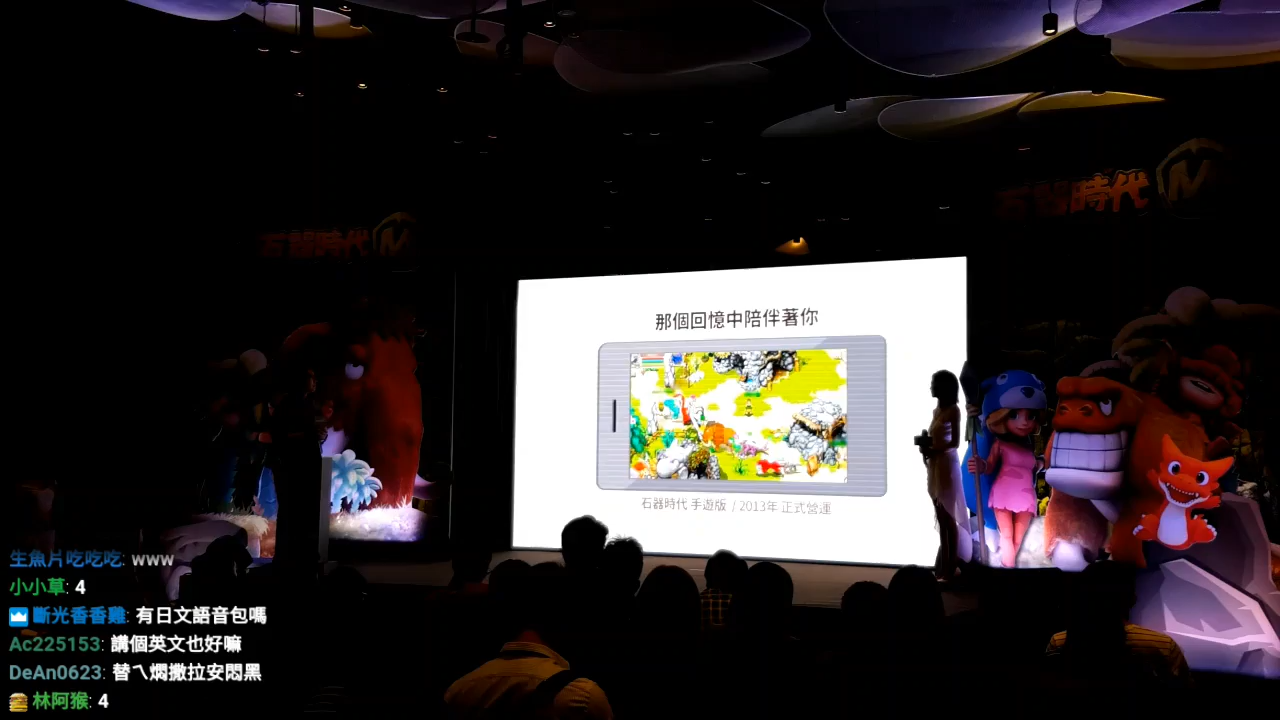 石器時代 M
石器時代 M
那個回憶中陪伴著你
石器時代 手遊版 / 2013年 正式營運
生魚片吃吃吃: www
小小草: 4
斷光香香雞: 有日文語音包嗎
Ac225153: 講個英文也好嘛
DeAn0623: 替ㄟ燜撒拉安悶黑
林阿猴: 4